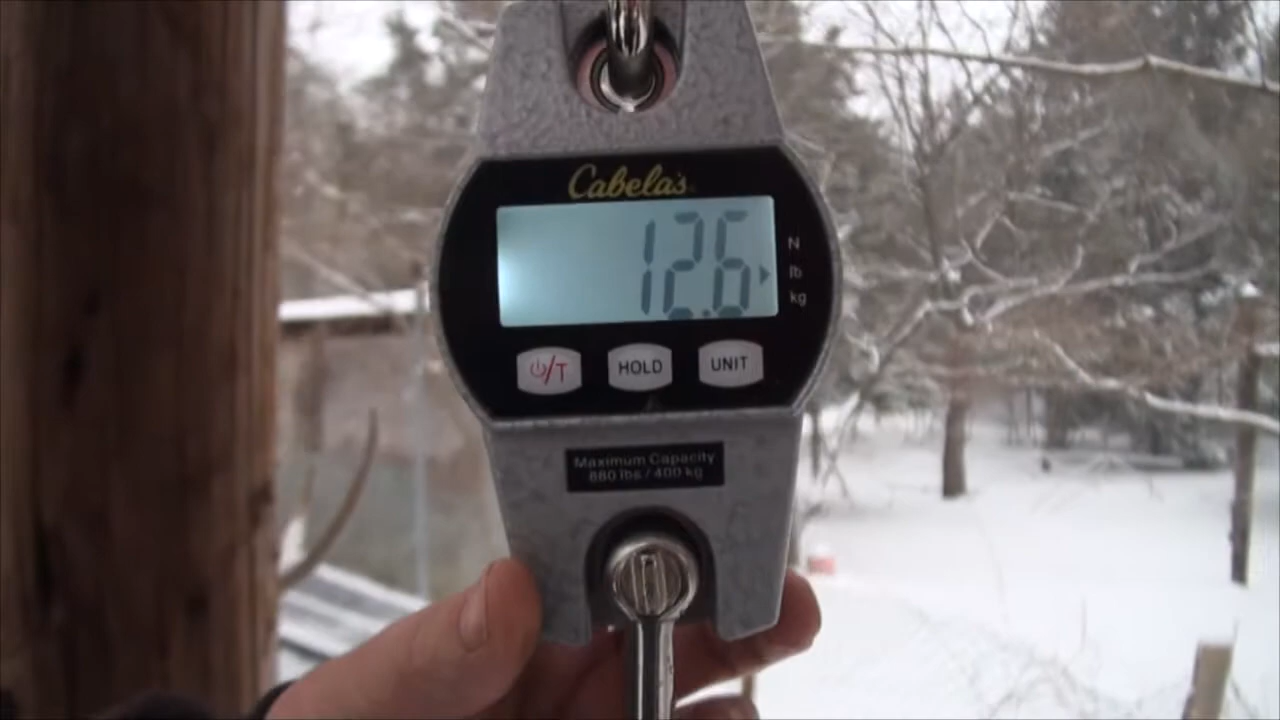 Cabela's
12.6
N
lb
kg
⏻/T HOLD UNIT
Maximum Capacity
880 lbs / 400 kg